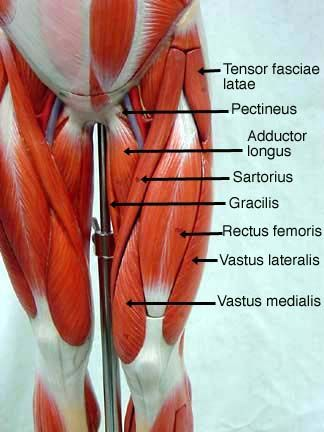 Tensor fasciae
latae
Pectineus
Adductor
longus
Sartorius
Gracilis
Rectus femoris
Vastus lateralis
Vastus medialis